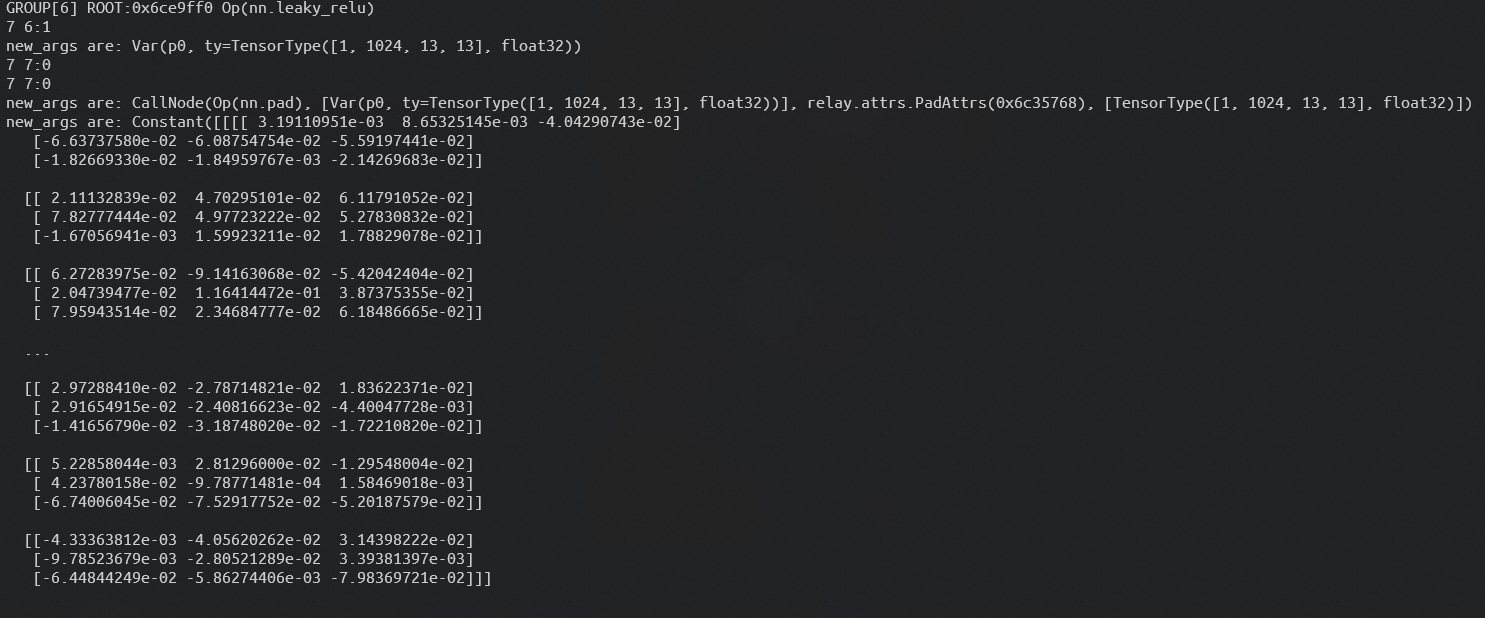 GROUP[6] ROOT:0x6ce9ff0 Op(nn.leaky_relu)
7 6:1
new_args are: Var(p0, ty=TensorType([1, 1024, 13, 13], float32))
7 7:0
7 7:0
new_args are: CallNode(Op(nn.pad), [Var(p0, ty=TensorType([1, 1024, 13, 13], float32))], relay.attrs.PadAttrs(0x6c35768), [TensorType([1, 1024, 13, 13], float32)])
new_args are: Constant([[[[ 3.19110951e-03  8.65325145e-03 -4.04290743e-02]
   [-6.63737580e-02 -6.08754754e-02 -5.59197441e-02]
   [-1.82669330e-02 -1.84959767e-03 -2.14269683e-02]]

  [[ 2.11132839e-02  4.70295101e-02  6.11791052e-02]
   [ 7.82777444e-02  4.97723222e-02  5.27830832e-02]
   [-1.67056941e-03  1.59923211e-02  1.78829078e-02]]

  [[ 6.27283975e-02 -9.14163068e-02 -5.42042404e-02]
   [ 2.04739477e-02  1.16414472e-01  3.87375355e-02]
   [ 7.95943514e-02  2.34684777e-02  6.18486665e-02]]

  ...

  [[ 2.97288410e-02 -2.78714821e-02  1.83622371e-02]
   [ 2.91654915e-02 -2.40816623e-02 -4.40047728e-03]
   [-1.41656790e-02 -3.18748020e-02 -1.72210820e-02]]

  [[ 5.22858044e-03  2.81296000e-02 -1.29548004e-02]
   [ 4.23780158e-02 -9.78771481e-04  1.58469018e-03]
   [-6.74006045e-02 -7.52917752e-02 -5.20187579e-02]]

  [[-4.33363812e-03 -4.05620262e-02  3.14398222e-02]
   [-9.78523679e-03 -2.80521289e-02  3.39381397e-03]
   [-6.44844249e-02 -5.86274406e-03 -7.98369721e-02]]]